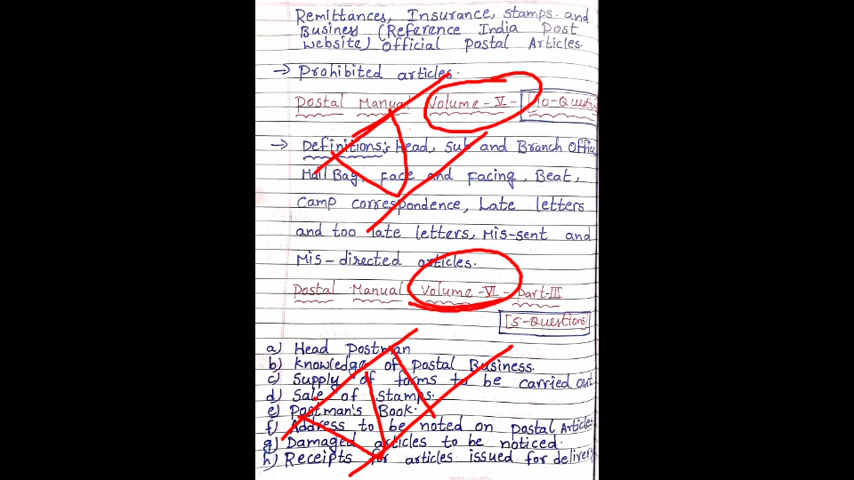 Remittances, Insurance, stamps. and
Business (Reference India Post
website) Official Postal Articles.
→ Prohibited articles.
Postal Manual Volume-V- [10-Quest
→ Definitions: Head, Sub and Branch Offic
Mail Bag, face and facing, Beat,
Camp correspondence, Late letters
and too late letters, Mis-sent and
Mis-directed articles.
Postal Manual Volume-VI- Part-III
[5-Questions]
a) Head Postman
b) Knowledge of Postal Business.
c) Supply of forms to be carried out
d) Sale of stamps.
e) Postman's Book.
f) Address to be noted on Postal Articles
g) Damaged articles to be noticed.
h) Receipts for articles issued for deliver